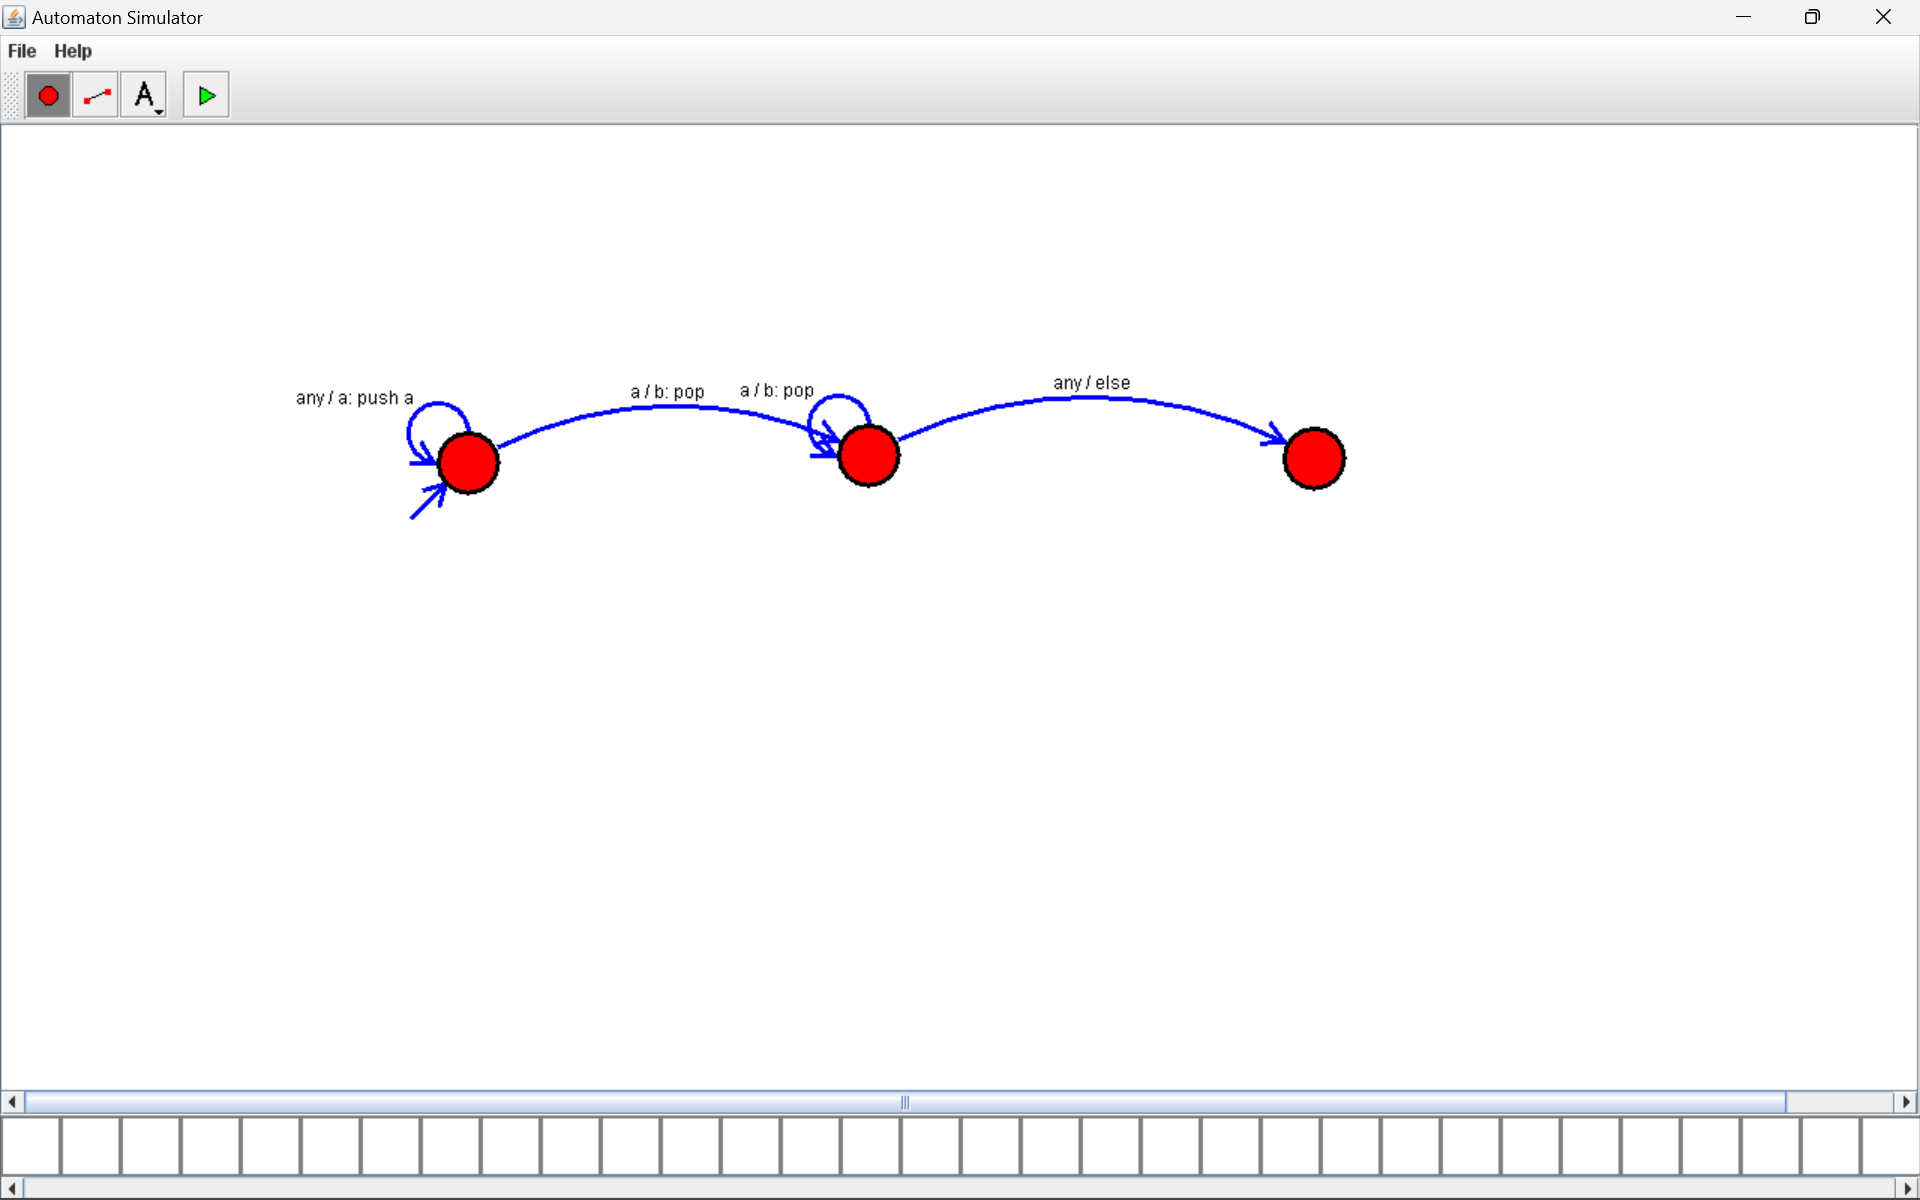 Automaton Simulator
File Help
A
any / a: push a
a / b: pop
a / b: pop
any / else